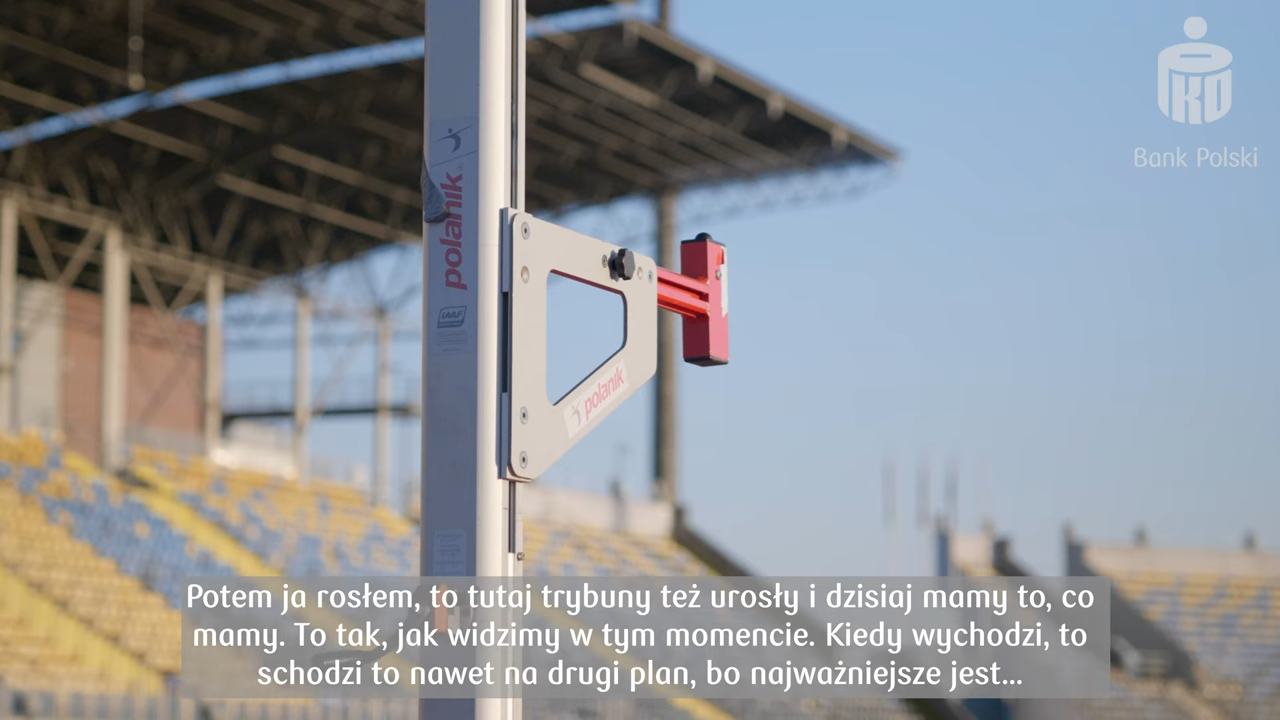 PKO
Bank Polski
polanik
IAAF
polanik
Potem ja rosłem, to tutaj trybuny też urosły i dzisiaj mamy to, co
mamy. To tak, jak widzimy w tym momencie. Kiedy wychodzi, to
schodzi to nawet na drugi plan, bo najważniejsze jest...